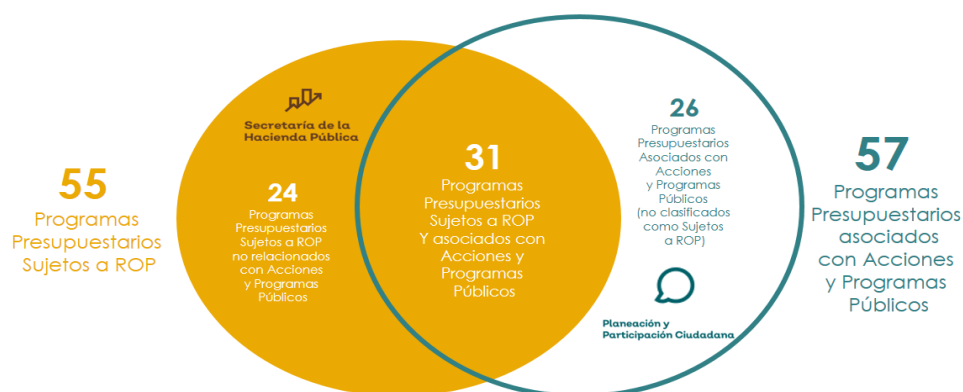 55
Programas
Presupuestarios
Sujetos a ROP
Secretaría de la
Hacienda Pública
24
Programas
Presupuestarios
Sujetos a ROP
no relacionados
con Acciones
y Programas
Públicos
31
Programas
Presupuestarios
Sujetos a ROP
Y asociados con
Acciones y
Programas
Públicos
26
Programas
Presupuestarios
Asociados con
Acciones
y Programas
Públicos
(no clasificados
como Sujetos
a ROP)
Planeación y
Participación Ciudadana
57
Programas
Presupuestarios
asociados
con Acciones
y Programas
Públicos